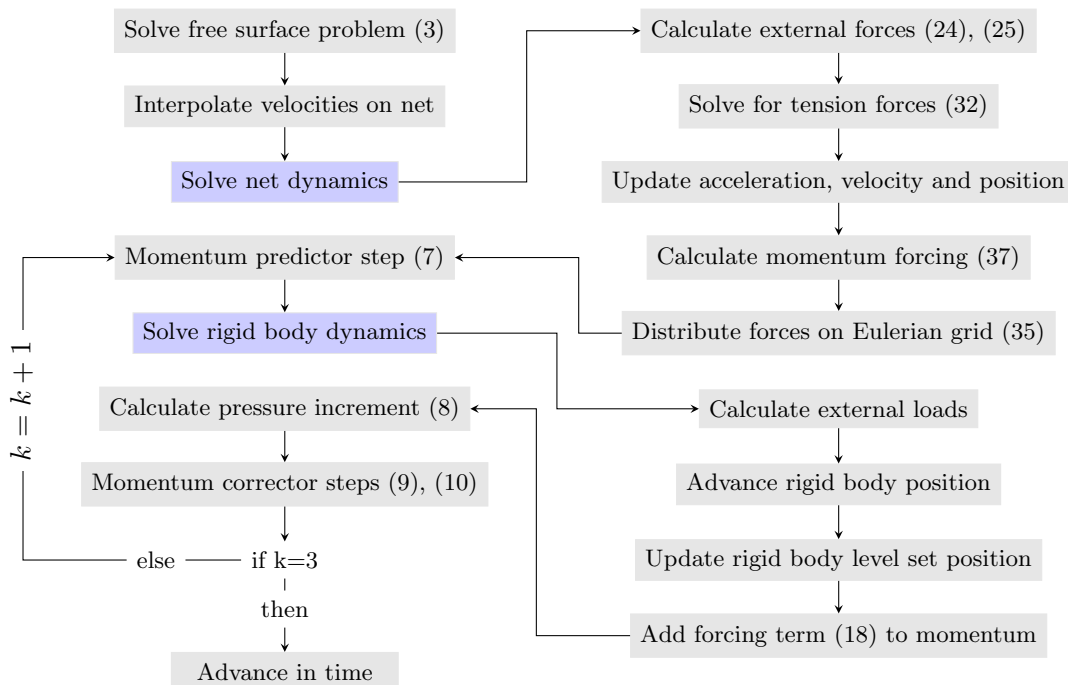 Solve free surface problem (3)
Interpolate velocities on net
Solve net dynamics
Calculate external forces (24), (25)
Solve for tension forces (32)
Update acceleration, velocity and position
Calculate momentum forcing (37)
Distribute forces on Eulerian grid (35)
Momentum predictor step (7)
Solve rigid body dynamics
Calculate external loads
Advance rigid body position
Update rigid body level set position
Add forcing term (18) to momentum
Calculate pressure increment (8)
Momentum corrector steps (9), (10)
if k=3
else
k = k + 1
then
Advance in time